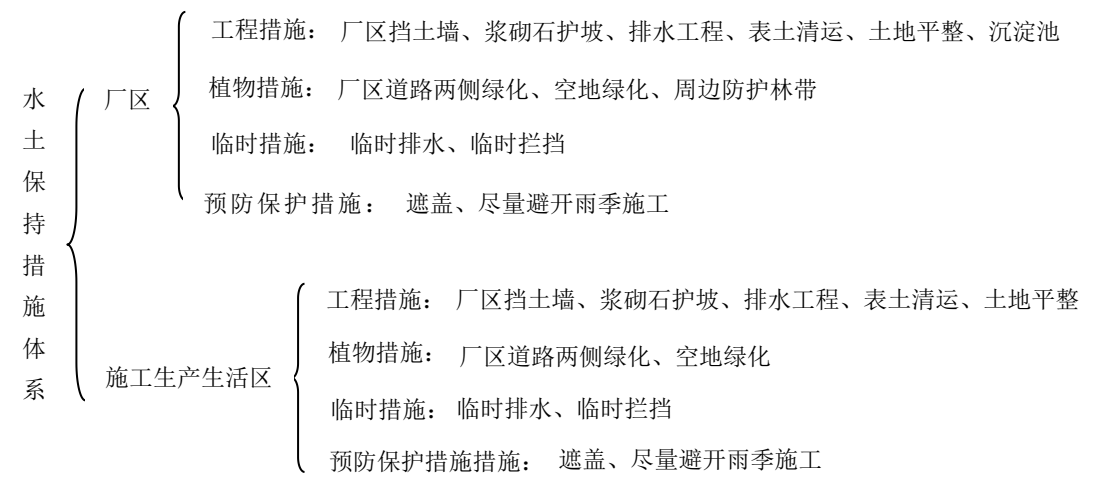 水土保持措施体系
厂区
工程措施： 厂区挡土墙、浆砌石护坡、排水工程、表土清运、土地平整、沉淀池
植物措施： 厂区道路两侧绿化、空地绿化、周边防护林带
临时措施： 临时排水、临时拦挡
预防保护措施： 遮盖、尽量避开雨季施工
施工生产生活区
工程措施： 厂区挡土墙、浆砌石护坡、排水工程、表土清运、土地平整
植物措施： 厂区道路两侧绿化、空地绿化
临时措施： 临时排水、临时拦挡
预防保护措施措施： 遮盖、尽量避开雨季施工